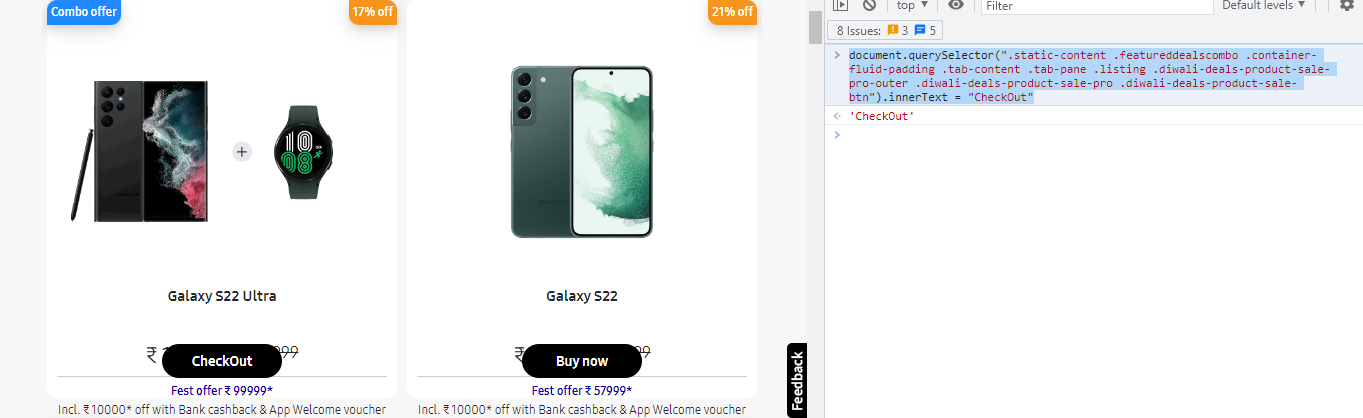 Combo offer
17% off
21% off
10
08
+
Galaxy S22 Ultra
Galaxy S22
₹
999
CheckOut
₹
99
Buy now
Fest offer ₹ 99999*
Fest offer ₹ 57999*
Incl. ₹10000* off with Bank cashback & App Welcome voucher
Incl. ₹10000* off with Bank cashback & App Welcome voucher
Feedback
top ▼
Filter
Default levels ▼
8 Issues: 3 5
document.querySelector(".static-content .featureddealscombo .container-
fluid-padding .tab-content .tab-pane .listing .diwali-deals-product-sale-
pro-outer .diwali-deals-product-sale-pro .diwali-deals-product-sale-
btn").innerText = "CheckOut"
'CheckOut'